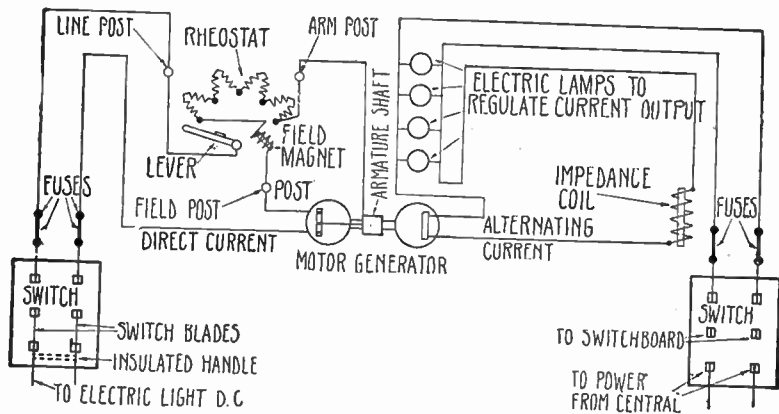 LINE POST
RHEOSTAT
ARM POST
ELECTRIC LAMPS TO
REGULATE CURRENT OUTPUT
ARMATURE SHAFT
LEVER
FIELD
MAGNET
POST
FIELD POST
DIRECT CURRENT
MOTOR GENERATOR
ALTERNATING
CURRENT
IMPEDANCE
COIL
FUSES
FUSES
SWITCH
SWITCH BLADES
INSULATED HANDLE
TO ELECTRIC LIGHT D.C
SWITCH
TO SWITCHBOARD
TO POWER
FROM CENTRAL